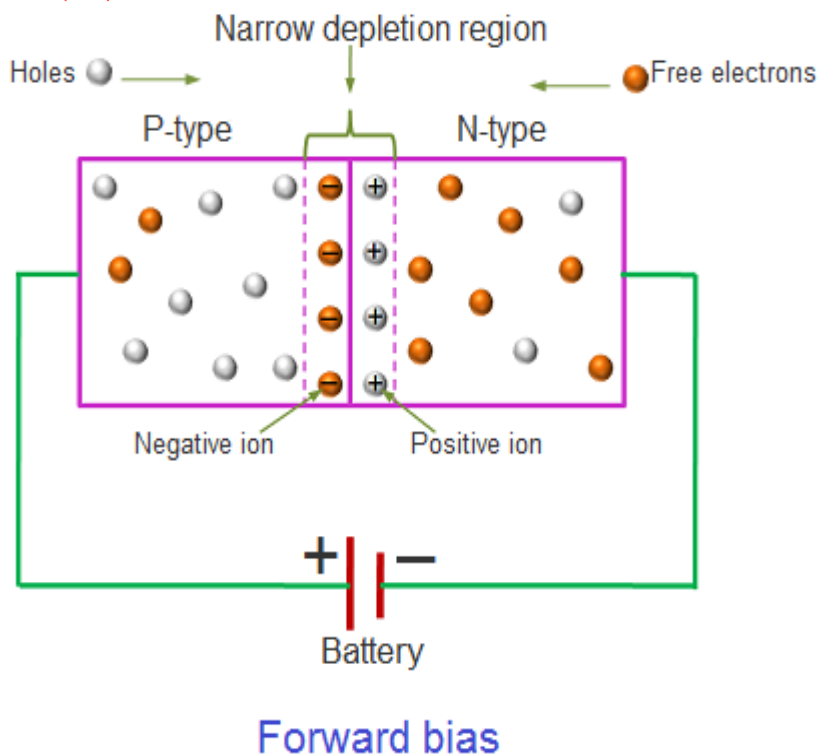 Narrow depletion region
Holes
Free electrons
P-type
N-type
Negative ion
Positive ion
+ −
Battery
Forward bias